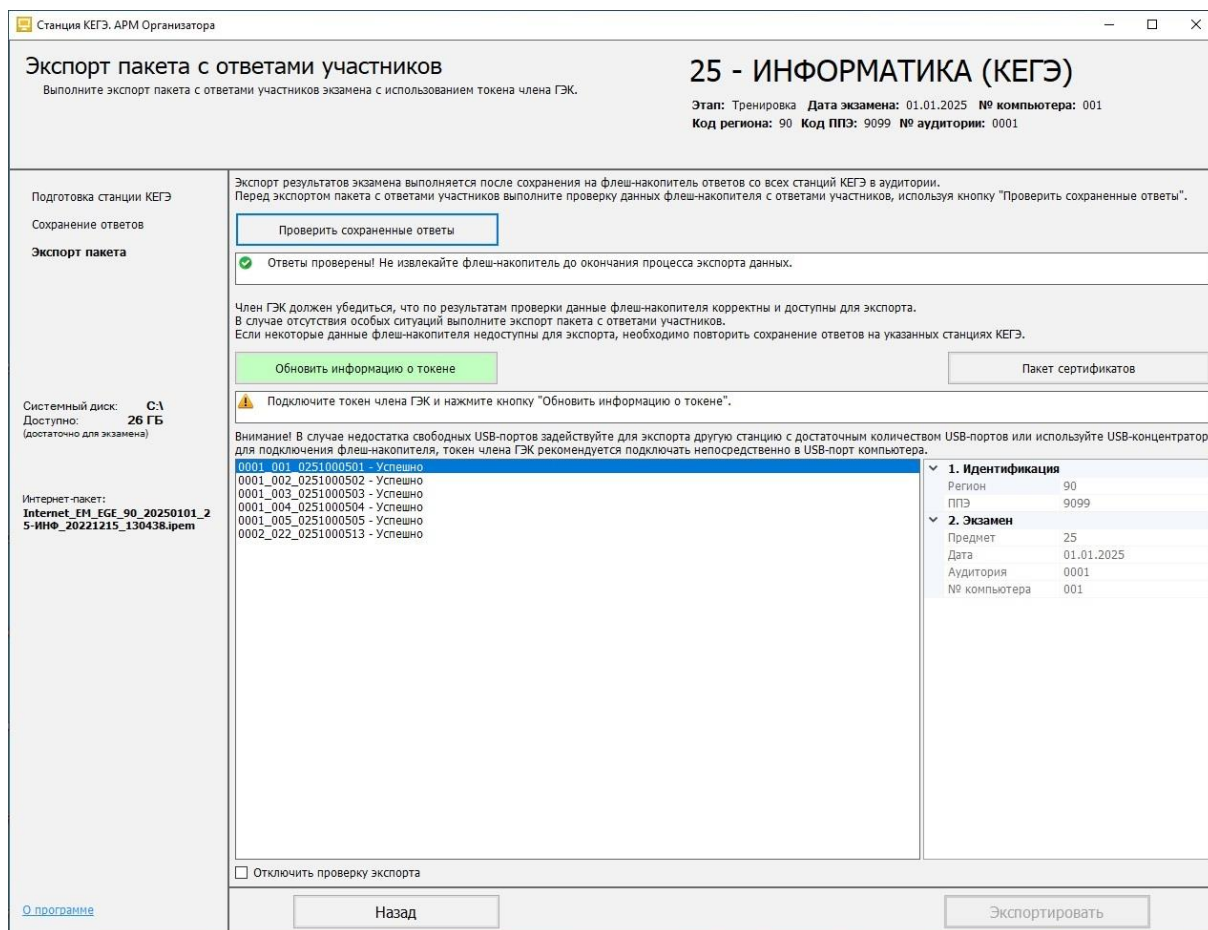 Станция КЕГЭ. АРМ Организатора
Экспорт пакета с ответами участников
Выполните экспорт пакета с ответами участников экзамена с использованием токена члена ГЭК.
25 - ИНФОРМАТИКА (КЕГЭ)
Этап: Тренировка Дата экзамена: 01.01.2025 № компьютера: 001
Код региона: 90 Код ППЭ: 9099 № аудитории: 0001
Подготовка станции КЕГЭ
Сохранение ответов
Экспорт пакета
Системный диск: C:\
Доступно: 26 ГБ
(достаточно для экзамена)
Интернет-пакет:
Internet_EM_EGE_90_20250101_2
5-ИНФ_20221215_130438.ipem
О программе
Экспорт результатов экзамена выполняется после сохранения на флеш-накопитель ответов со всех станций КЕГЭ в аудитории.
Перед экспортом пакета с ответами участников выполните проверку данных флеш-накопителя с ответами участников, используя кнопку "Проверить сохраненные ответы".
Проверить сохраненные ответы
Ответы проверены! Не извлекайте флеш-накопитель до окончания процесса экспорта данных.
Член ГЭК должен убедиться, что по результатам проверки данные флеш-накопителя корректны и доступны для экспорта.
В случае отсутствия особых ситуаций выполните экспорт пакета с ответами участников.
Если некоторые данные флеш-накопителя недоступны для экспорта, необходимо повторить сохранение ответов на указанных станциях КЕГЭ.
Обновить информацию о токене
Пакет сертификатов
Подключите токен члена ГЭК и нажмите кнопку "Обновить информацию о токене".
Внимание! В случае недостатка свободных USB-портов задействуйте для экспорта другую станцию с достаточным количеством USB-портов или используйте USB-концентратор
для подключения флеш-накопителя, токен члена ГЭК рекомендуется подключать непосредственно в USB-порт компьютера.
0001_001_0251000501 - Успешно
0001_002_0251000502 - Успешно
0001_003_0251000503 - Успешно
0001_004_0251000504 - Успешно
0001_005_0251000505 - Успешно
0002_022_0251000513 - Успешно
1. Идентификация
Регион 90
ППЭ 9099
2. Экзамен
Предмет 25
Дата 01.01.2025
Аудитория 0001
№ компьютера 001
Отключить проверку экспорта
Назад
Экспортировать